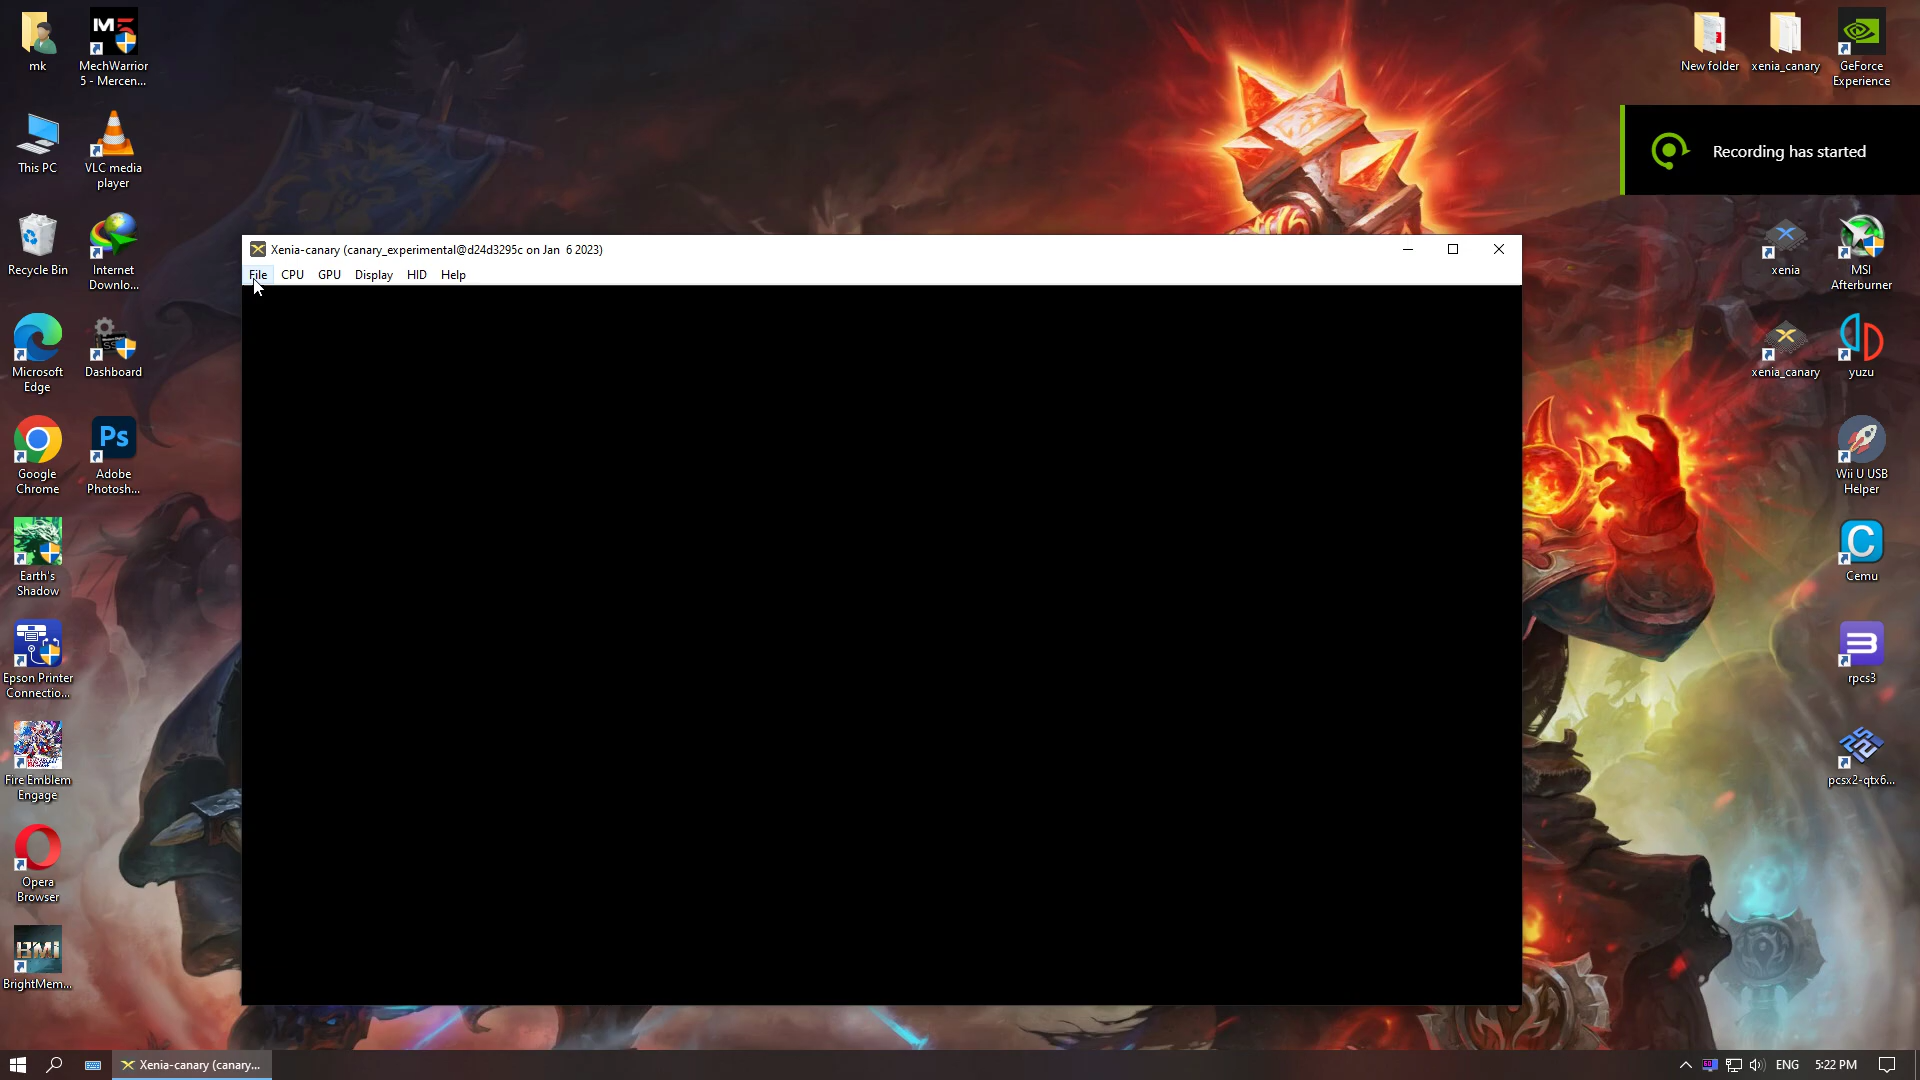 mk
MechWarrior
5 - Mercen...
This PC
VLC media
player
Recycle Bin
Internet
Downlo...
Microsoft
Edge
Dashboard
Google
Chrome
Ps
Adobe
Photosh...
Earth's
Shadow
Epson Printer
Connectio...
Fire Emblem
Engage
Opera
Browser
BMI
BrightMem...
Xenia-canary (canary_experimental@d24d3295c on Jan 6 2023)
File CPU GPU Display HID Help
New folder
xenia_canary
GeForce
Experience
Recording has started
xenia
MSI
Afterburner
xenia_canary
yuzu
Wii U USB
Helper
Cemu
rpcs3
pcsx2-qtx6...
Xenia-canary (canary...
ENG
5:22 PM